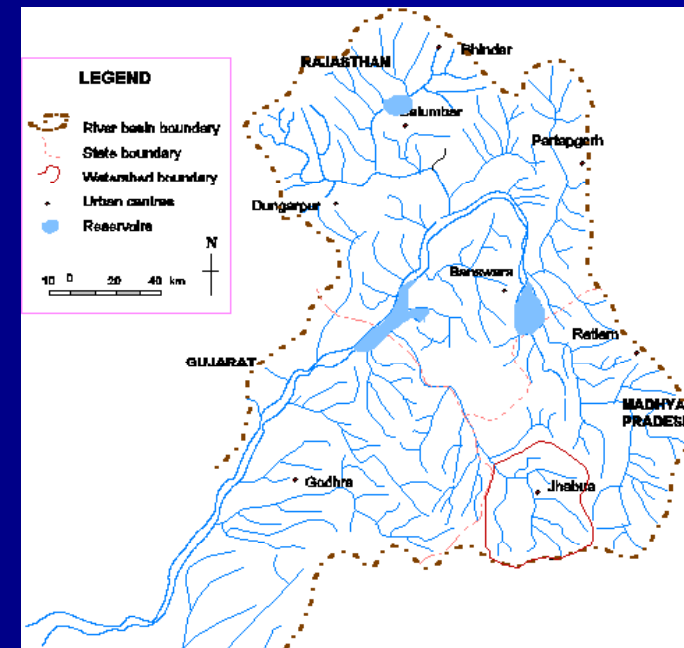 LEGEND
River basin boundary
State boundary
Watershed boundary
Urban centres
Reservoirs
N
10 0 20 40 km
RAJASTHAN
Bhinder
Salumbar
Partapgarh
Dungarpur
Banswara
Ratlam
GUJARAT
MADHYA
PRADESH
Godhra
Jhabua